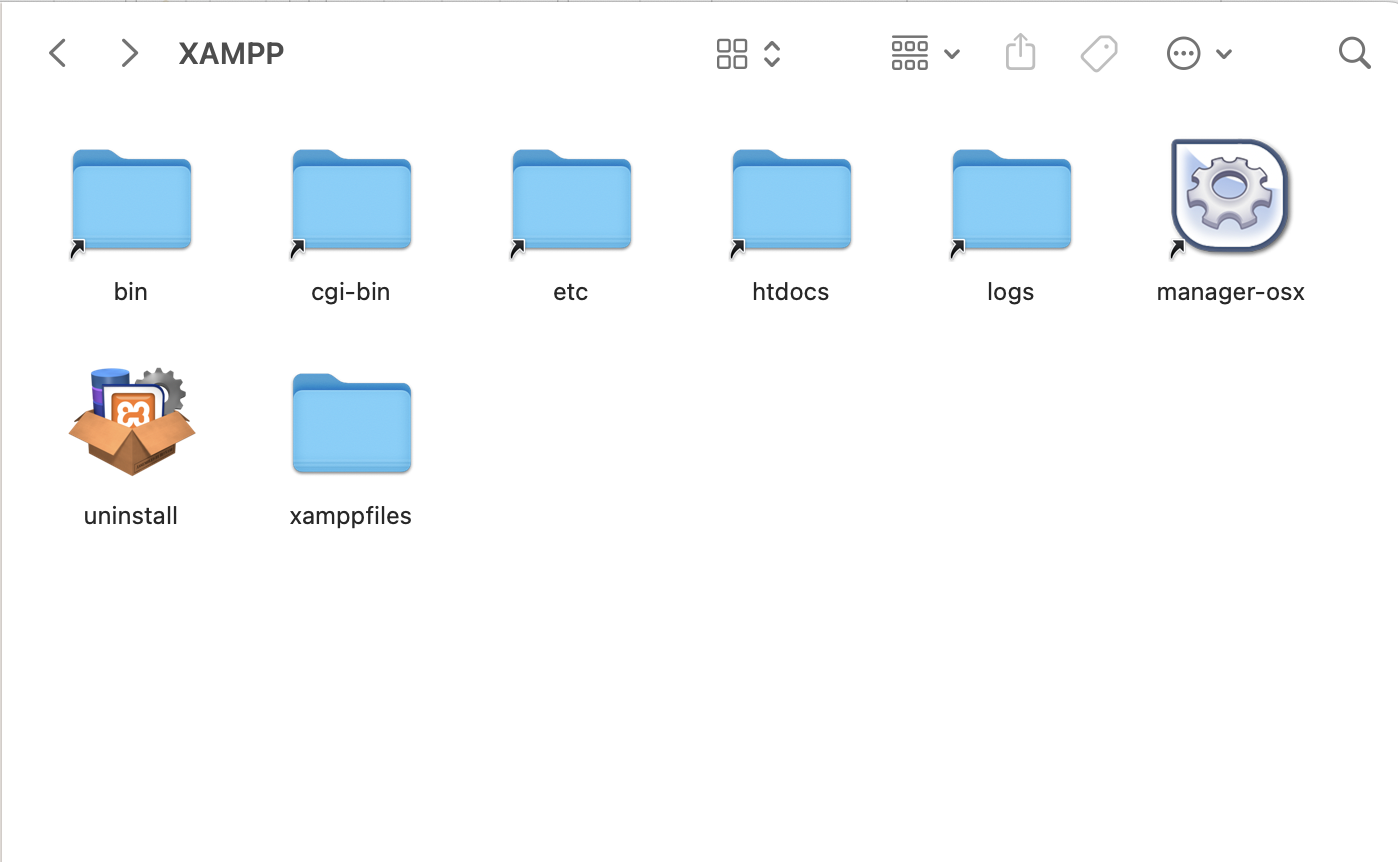 XAMPP
bin
cgi-bin
etc
htdocs
logs
manager-osx
uninstall
xamppfiles